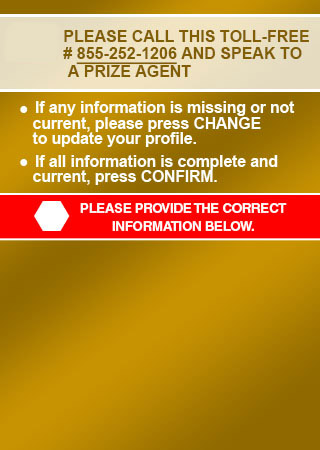 PLEASE CALL THIS TOLL-FREE
# 855-252-1206 AND SPEAK TO
A PRIZE AGENT
● If any information is missing or not
current, please press CHANGE
to update your profile.
● If all information is complete and
current, press CONFIRM.
PLEASE PROVIDE THE CORRECT
INFORMATION BELOW.